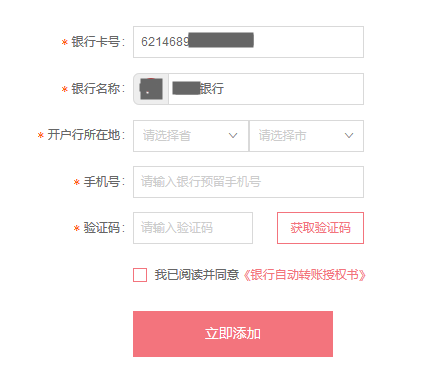 * 银行卡号: 6214689
* 银行名称: 银行
* 开户行所在地: 请选择省 请选择市
* 手机号: 请输入银行预留手机号
* 验证码: 请输入验证码 获取验证码
我已阅读并同意《银行自动转账授权书》
立即添加